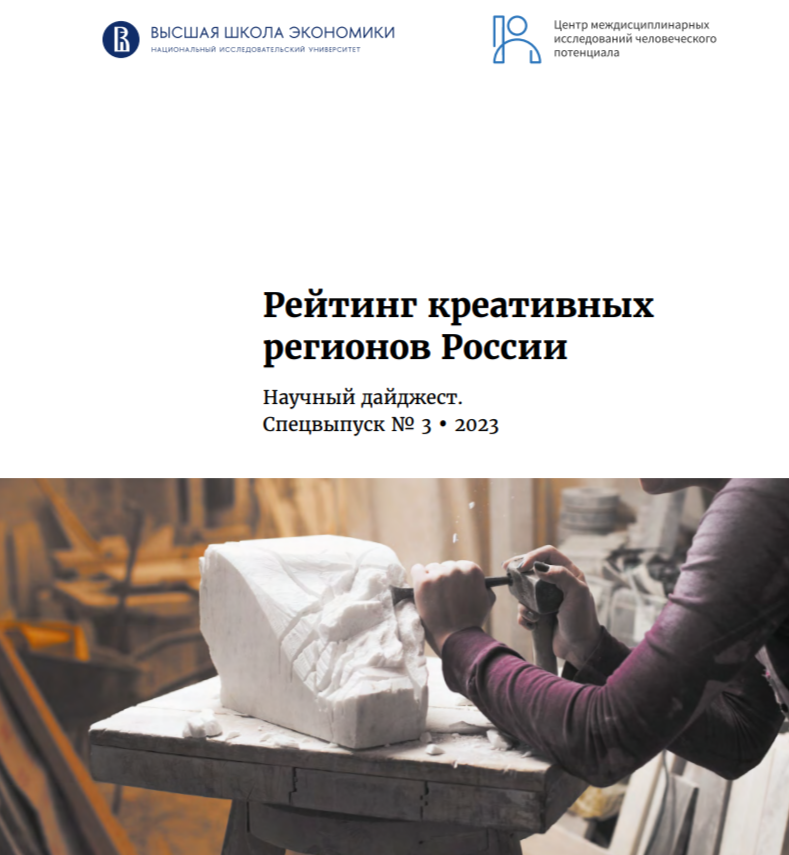 ВЫСШАЯ ШКОЛА ЭКОНОМИКИ
НАЦИОНАЛЬНЫЙ ИССЛЕДОВАТЕЛЬСКИЙ УНИВЕРСИТЕТ
Центр междисциплинарных
исследований человеческого
потенциала
Рейтинг креативных
регионов России
Научный дайджест.
Спецвыпуск № 3 • 2023